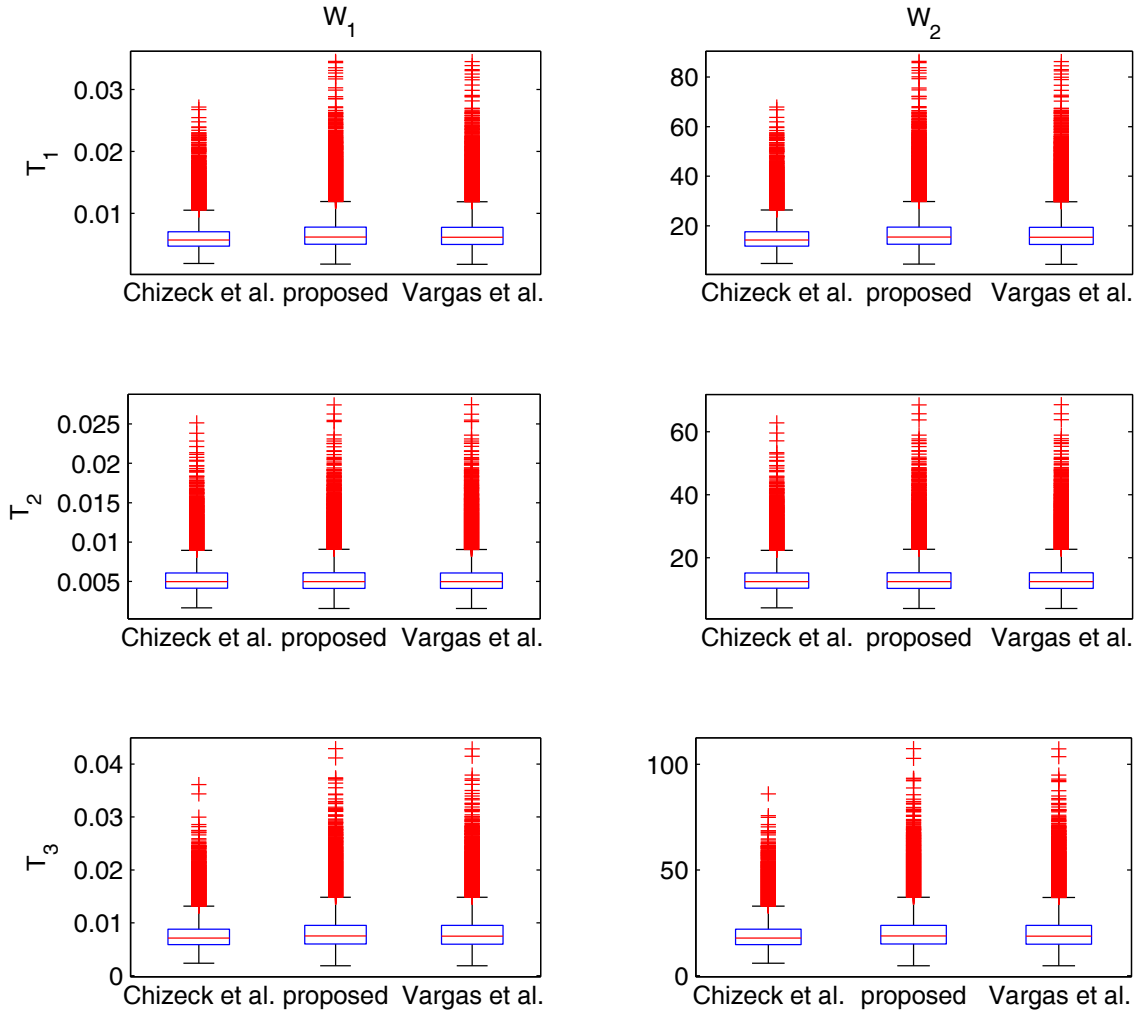 W1 W2
T1
0.03
0.02
0.01
Chizeck et al. proposed Vargas et al.
80
60
40
20
Chizeck et al. proposed Vargas et al.
T2
0.025
0.02
0.015
0.01
0.005
Chizeck et al. proposed Vargas et al.
60
40
20
Chizeck et al. proposed Vargas et al.
T3
0.04
0.03
0.02
0.01
0
Chizeck et al. proposed Vargas et al.
100
50
0
Chizeck et al. proposed Vargas et al.